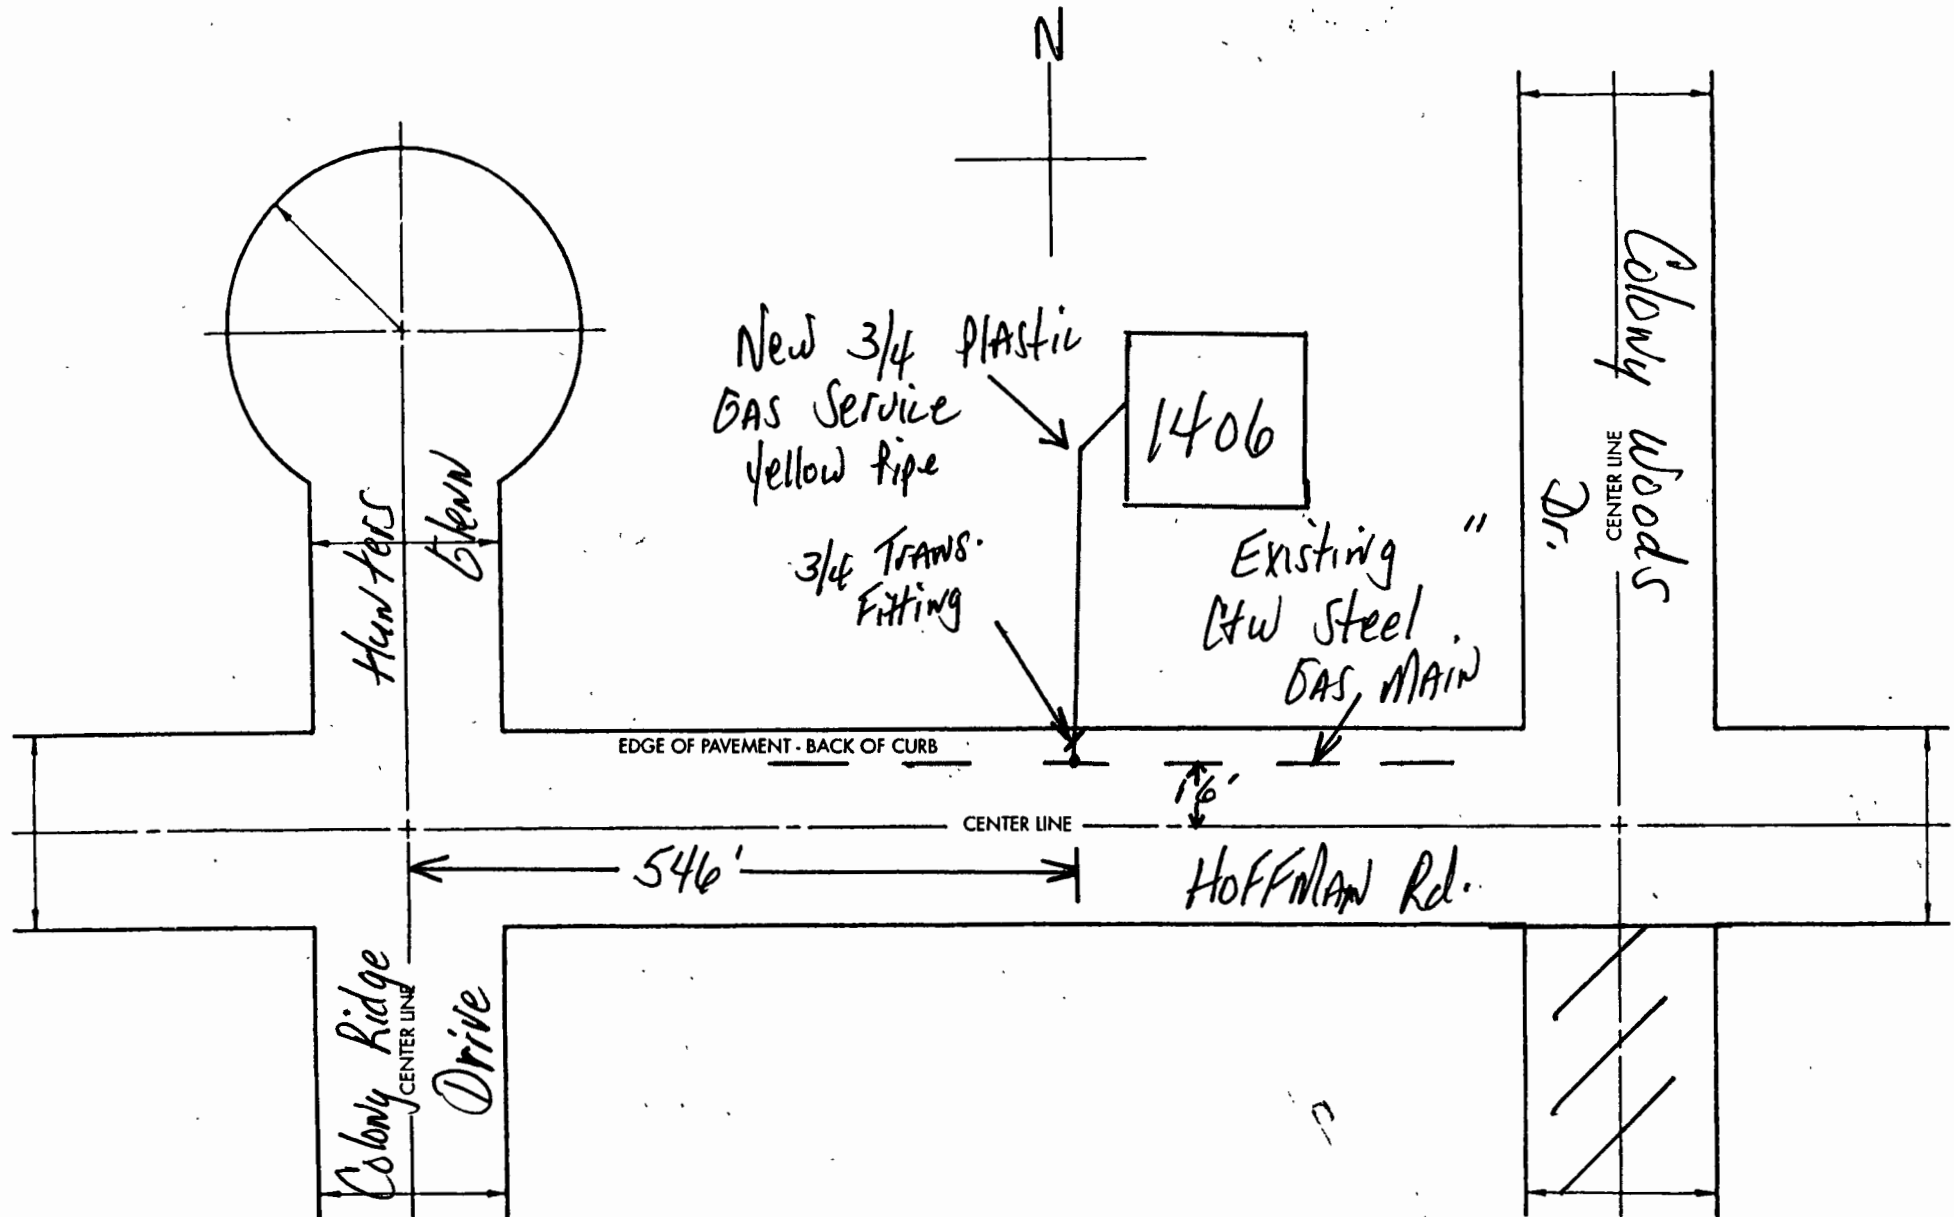 N
New 3/4 Plastic
Gas Service
Yellow Pipe
1406
3/4 Trans.
Fitting
Existing "
C+W Steel
Gas Main
Hunters
Glenn
Colony Woods
Dr.
CENTER LINE
EDGE OF PAVEMENT - BACK OF CURB
16'
CENTER LINE
546'
Hoffman Rd.
Colony Ridge
Drive
CENTER LINE